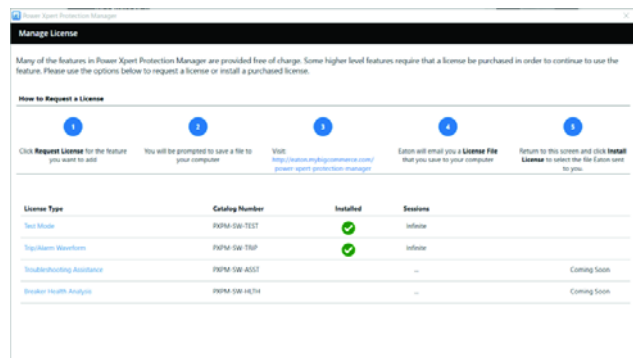 Power Xpert Protection Manager
Manage License
Many of the features in Power Xpert Protection Manager are provided free of charge. Some higher level features require that a license be purchased in order to continue to use the
feature. Please use the options below to request a license or install a purchased license.
How to Request a License
1
2
3
4
5
Click Request License for the feature
you want to add
You will be prompted to save a file to
your computer
Visit:
http://eaton.mybigcommerce.com/
power-xpert-protection-manager
Eaton will email you a License File
that you save to your computer
Return to this screen and click Install
License to select the file Eaton sent
to you.
License Type Catalog Number Installed Sessions
Test Mode PXPM-SW-TEST Infinite
Trip/Alarm Waveform PXPM-SW-TRIP Infinite
Troubleshooting Assistance PXPM-SW-ASST ... Coming Soon
Breaker Health Analysis PXPM-SW-HLTH ... Coming Soon